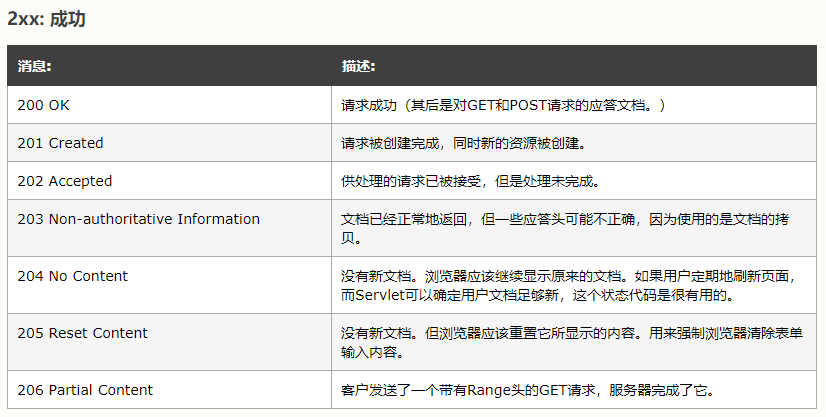 2xx: 成功
消息: 描述:
200 OK 请求成功（其后是对GET和POST请求的应答文档。）
201 Created 请求被创建完成，同时新的资源被创建。
202 Accepted 供处理的请求已被接受，但是处理未完成。
203 Non-authoritative Information 文档已经正常地返回，但一些应答头可能不正确，因为使用的是文档的拷
贝。
204 No Content 没有新文档。浏览器应该继续显示原来的文档。如果用户定期地刷新页面，
而Servlet可以确定用户文档足够新，这个状态代码是很有用的。
205 Reset Content 没有新文档。但浏览器应该重置它所显示的内容。用来强制浏览器清除表单
输入内容。
206 Partial Content 客户发送了一个带有Range头的GET请求，服务器完成了它。